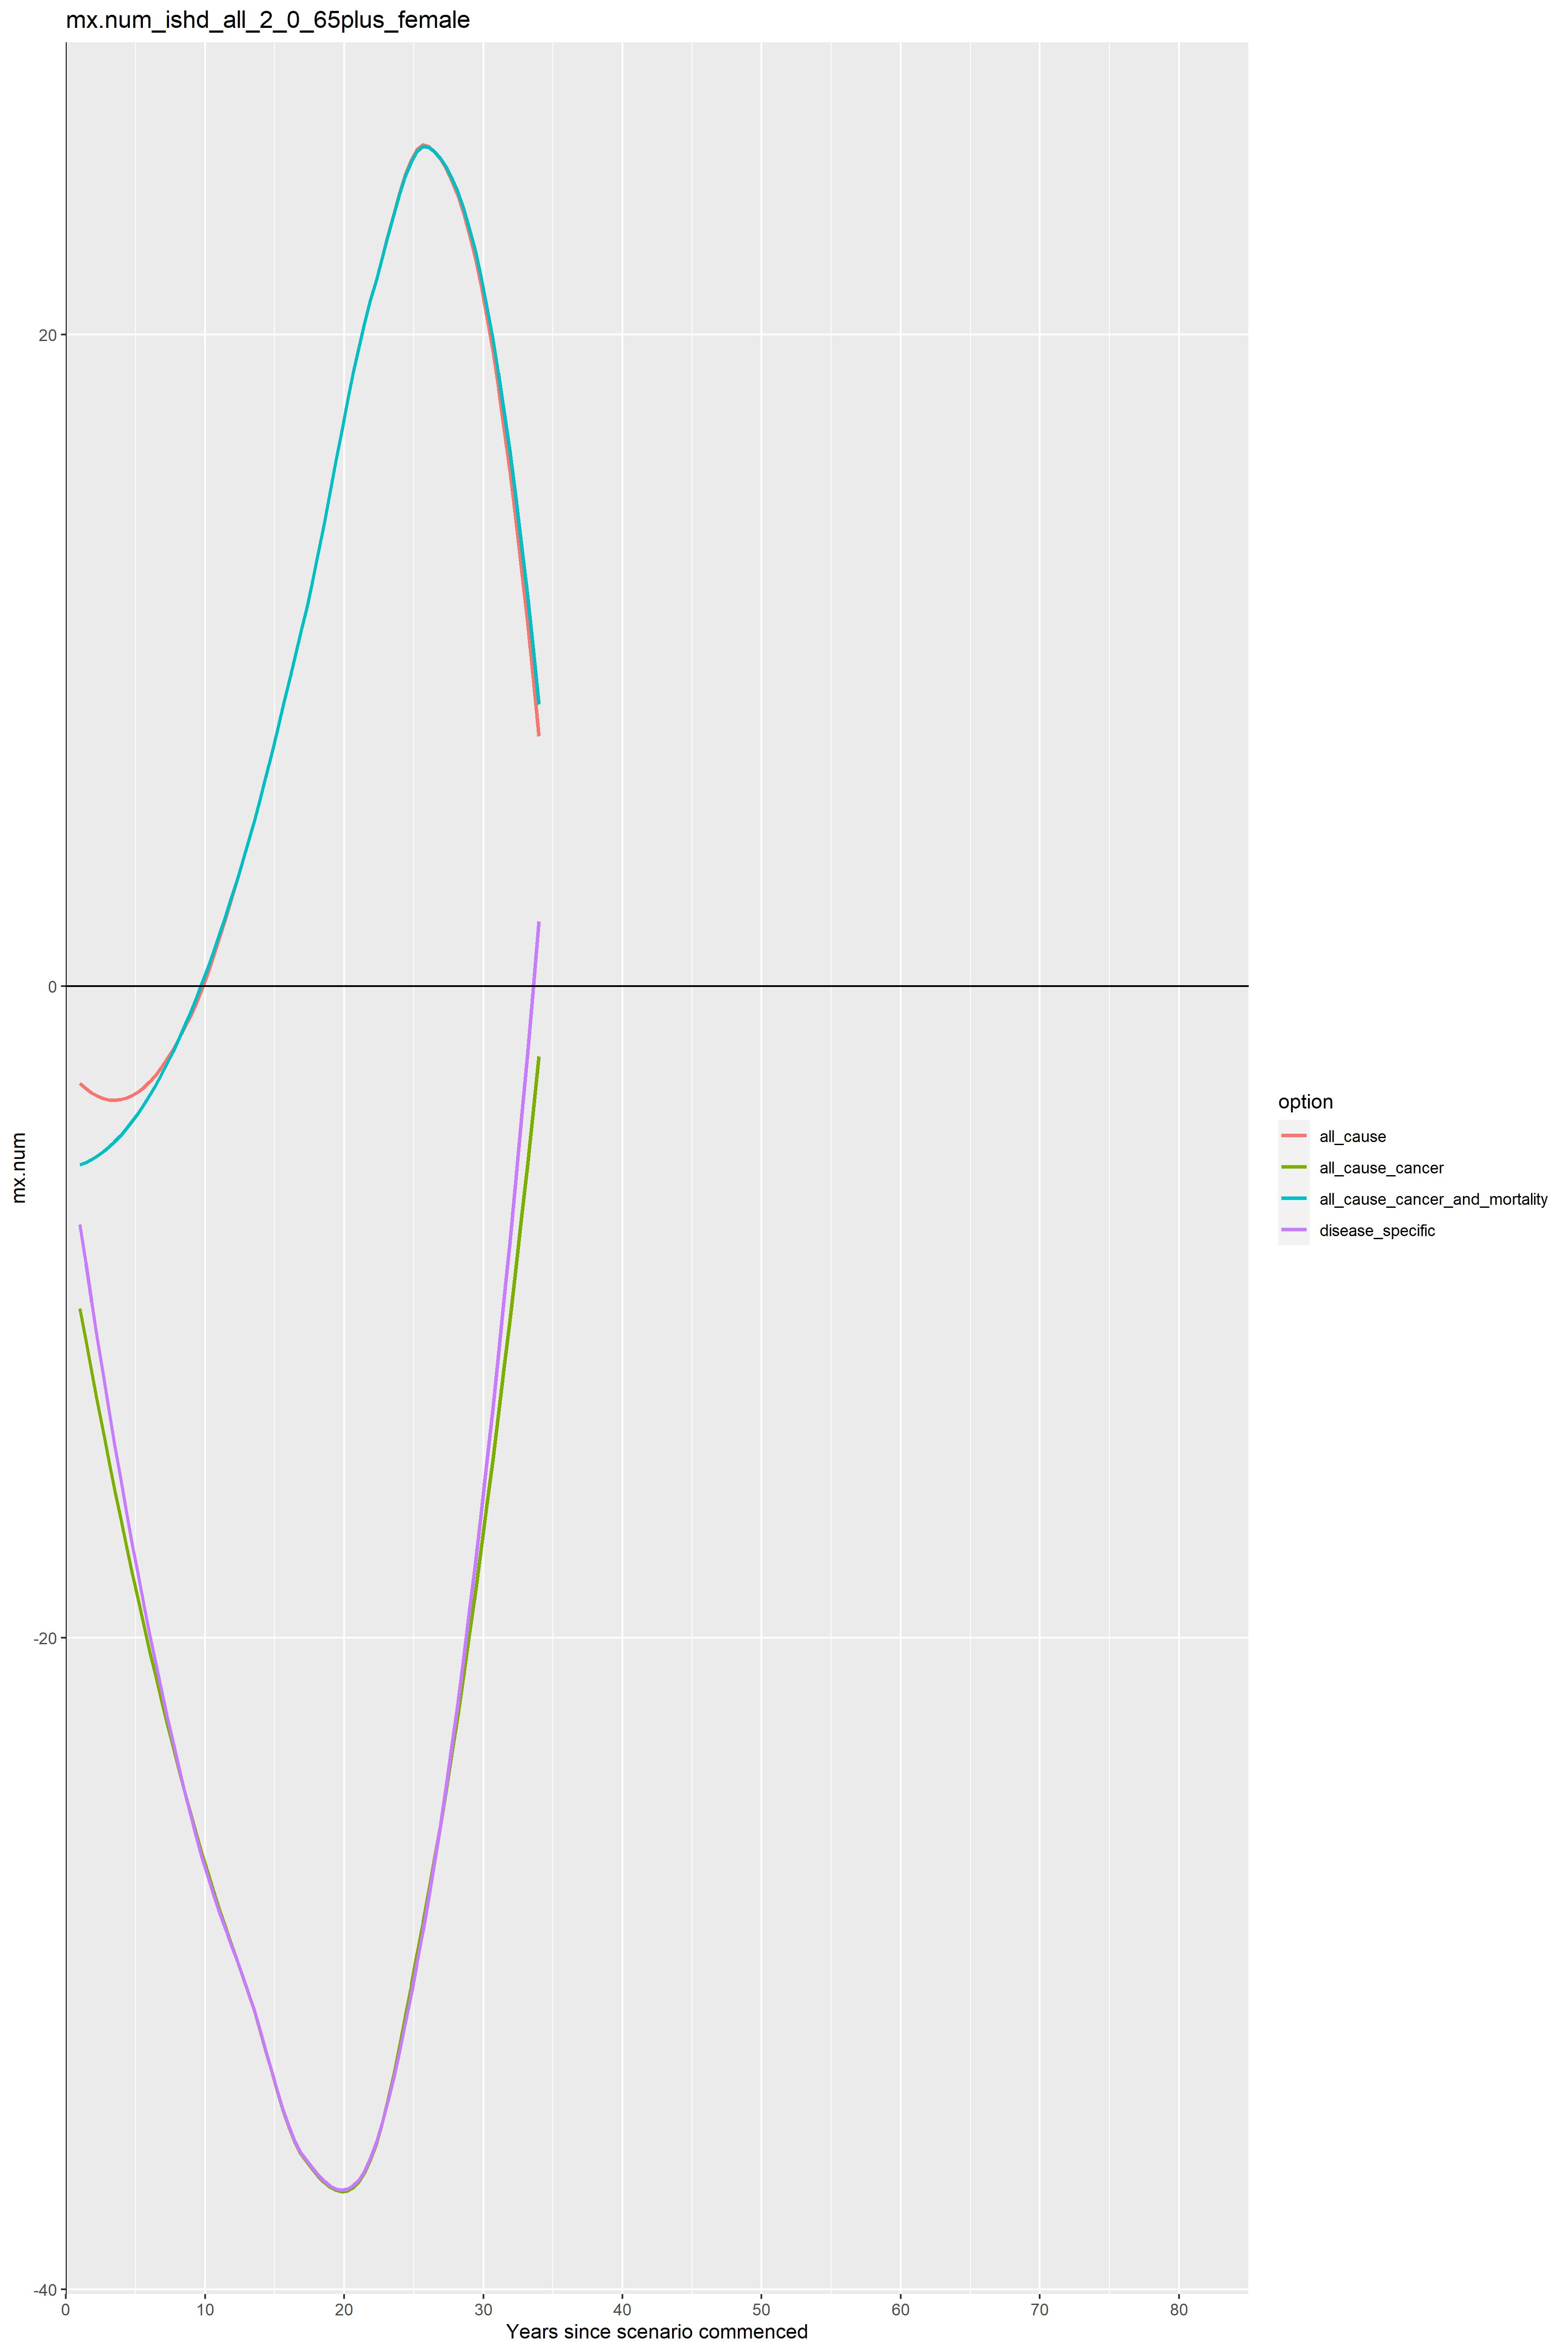 mx.num_ishd_all_2_0_65plus_female
20
0
-20
-40
mx.num
0 10 20 30 40 50 60 70 80
Years since scenario commenced
option
all_cause
all_cause_cancer
all_cause_cancer_and_mortality
disease_specific